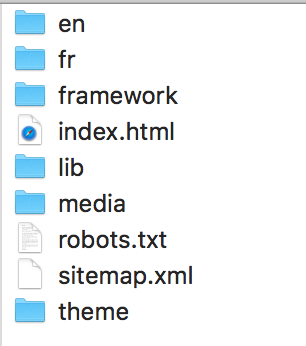 en
fr
framework
index.html
lib
media
robots.txt
sitemap.xml
theme